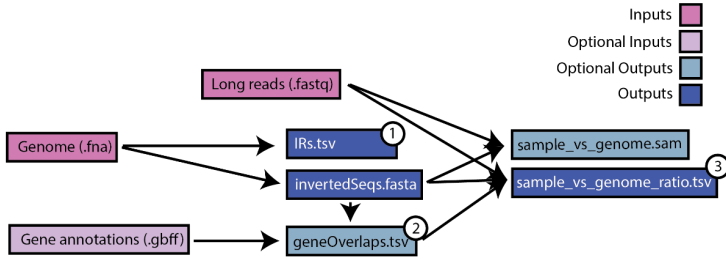 Inputs
Optional Inputs
Optional Outputs
Outputs
Long reads (.fastq)
1
Genome (.fna)
IRs.tsv
sample_vs_genome.sam
3
invertedSeqs.fasta
sample_vs_genome_ratio.tsv
2
Gene annotations (.gbff)
geneOverlaps.tsv